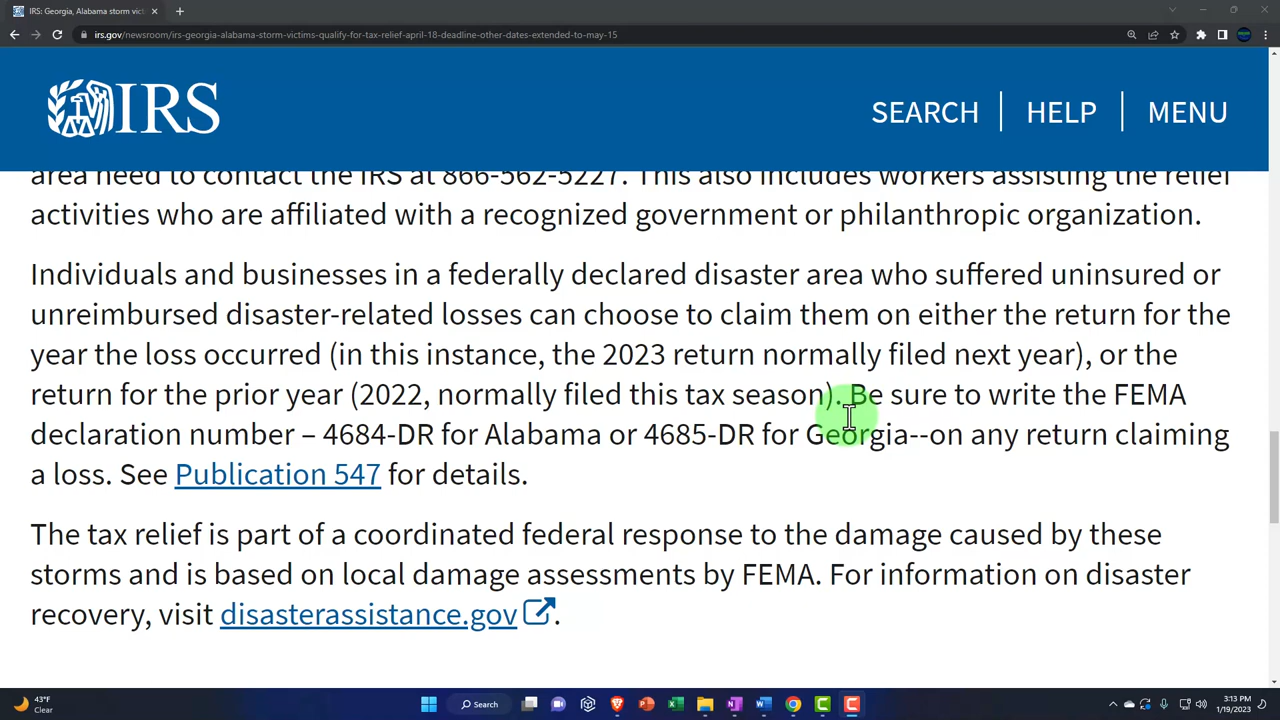 IRS: Georgia, Alabama storm vict
irs.gov/newsroom/irs-georgia-alabama-storm-victims-qualify-for-tax-relief-april-18-deadline-other-dates-extended-to-may-15
IRS
SEARCH
HELP
MENU
area need to contact the IRS at 866-562-5227. This also includes workers assisting the relief
activities who are affiliated with a recognized government or philanthropic organization.
Individuals and businesses in a federally declared disaster area who suffered uninsured or
unreimbursed disaster-related losses can choose to claim them on either the return for the
year the loss occurred (in this instance, the 2023 return normally filed next year), or the
return for the prior year (2022, normally filed this tax season). Be sure to write the FEMA
declaration number – 4684-DR for Alabama or 4685-DR for Georgia--on any return claiming
a loss. See Publication 547 for details.
The tax relief is part of a coordinated federal response to the damage caused by these
storms and is based on local damage assessments by FEMA. For information on disaster
recovery, visit disasterassistance.gov.
43°F
Clear
Search
3:13 PM
1/19/2023